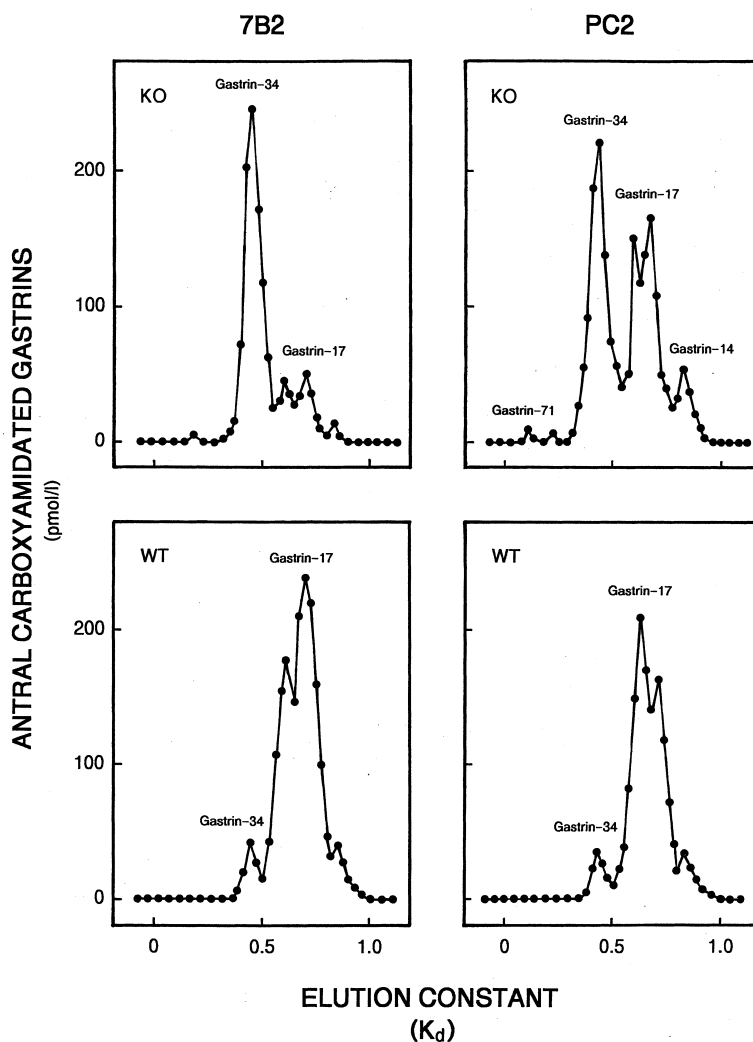 7B2
PC2
KO
Gastrin-34
Gastrin-17
KO
Gastrin-34
Gastrin-17
Gastrin-14
Gastrin-71
200
100
0
ANTRAL CARBOXYAMIDATED GASTRINS
(pmol/l)
WT
Gastrin-17
Gastrin-34
WT
Gastrin-17
Gastrin-34
200
100
0
0
0.5
1.0
0
0.5
1.0
ELUTION CONSTANT
(Kd)